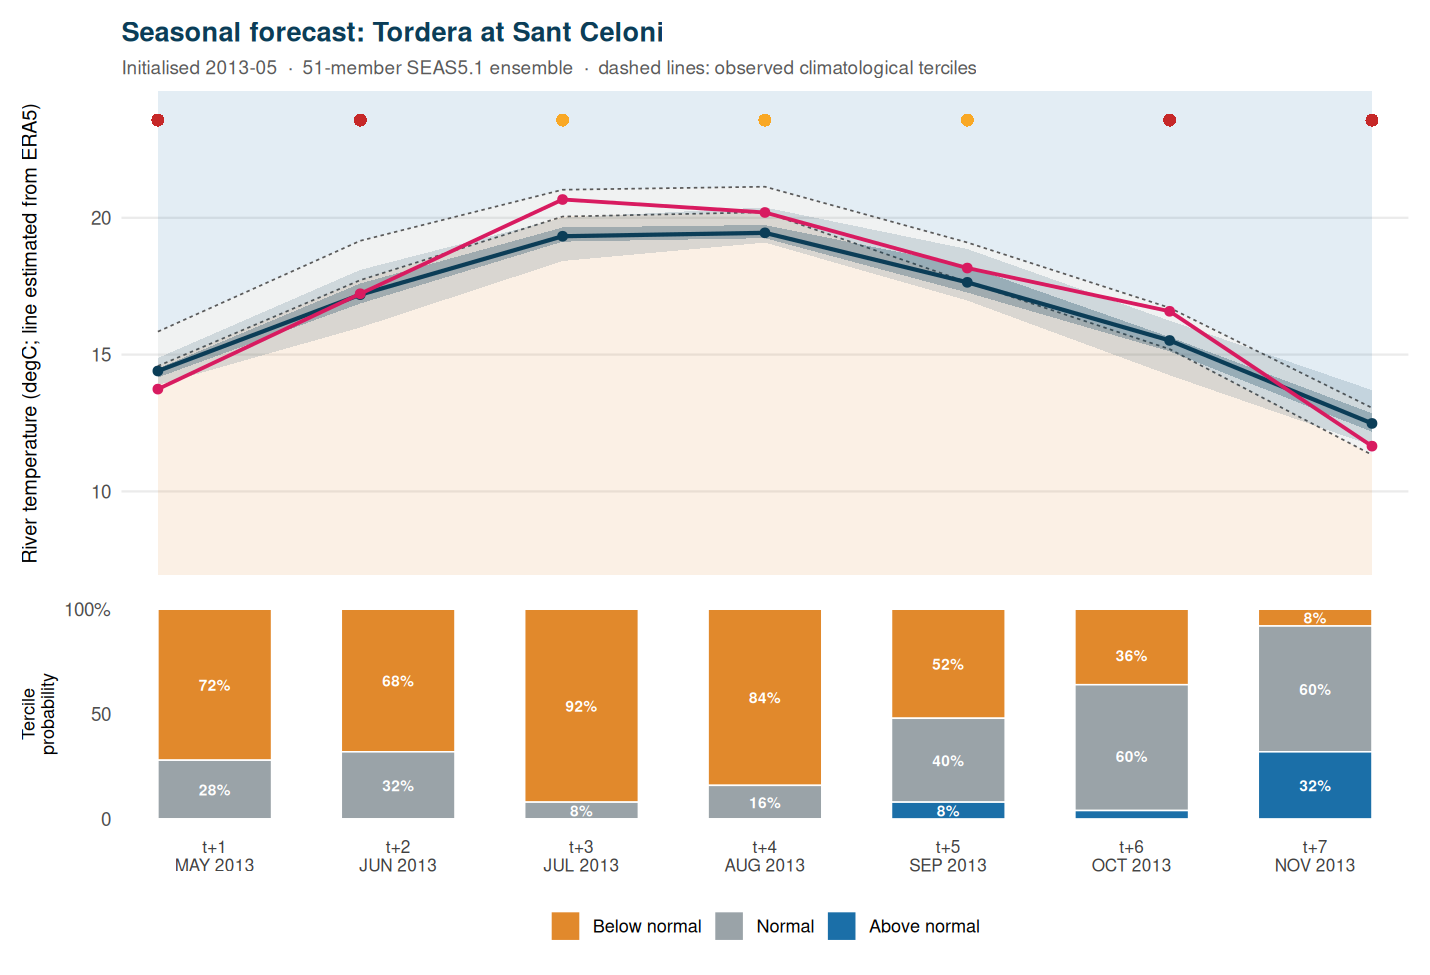 Seasonal forecast: Tordera at Sant Celoni
Initialised 2013-05 · 51-member SEAS5.1 ensemble · dashed lines: observed climatological terciles
River temperature (degC; line estimated from ERA5)
20
15
10
Tercile
probability
100%
50
0
72%
28%
68%
32%
92%
8%
84%
16%
52%
40%
8%
36%
60%
8%
60%
32%
t+1
MAY 2013
t+2
JUN 2013
t+3
JUL 2013
t+4
AUG 2013
t+5
SEP 2013
t+6
OCT 2013
t+7
NOV 2013
Below normal
Normal
Above normal